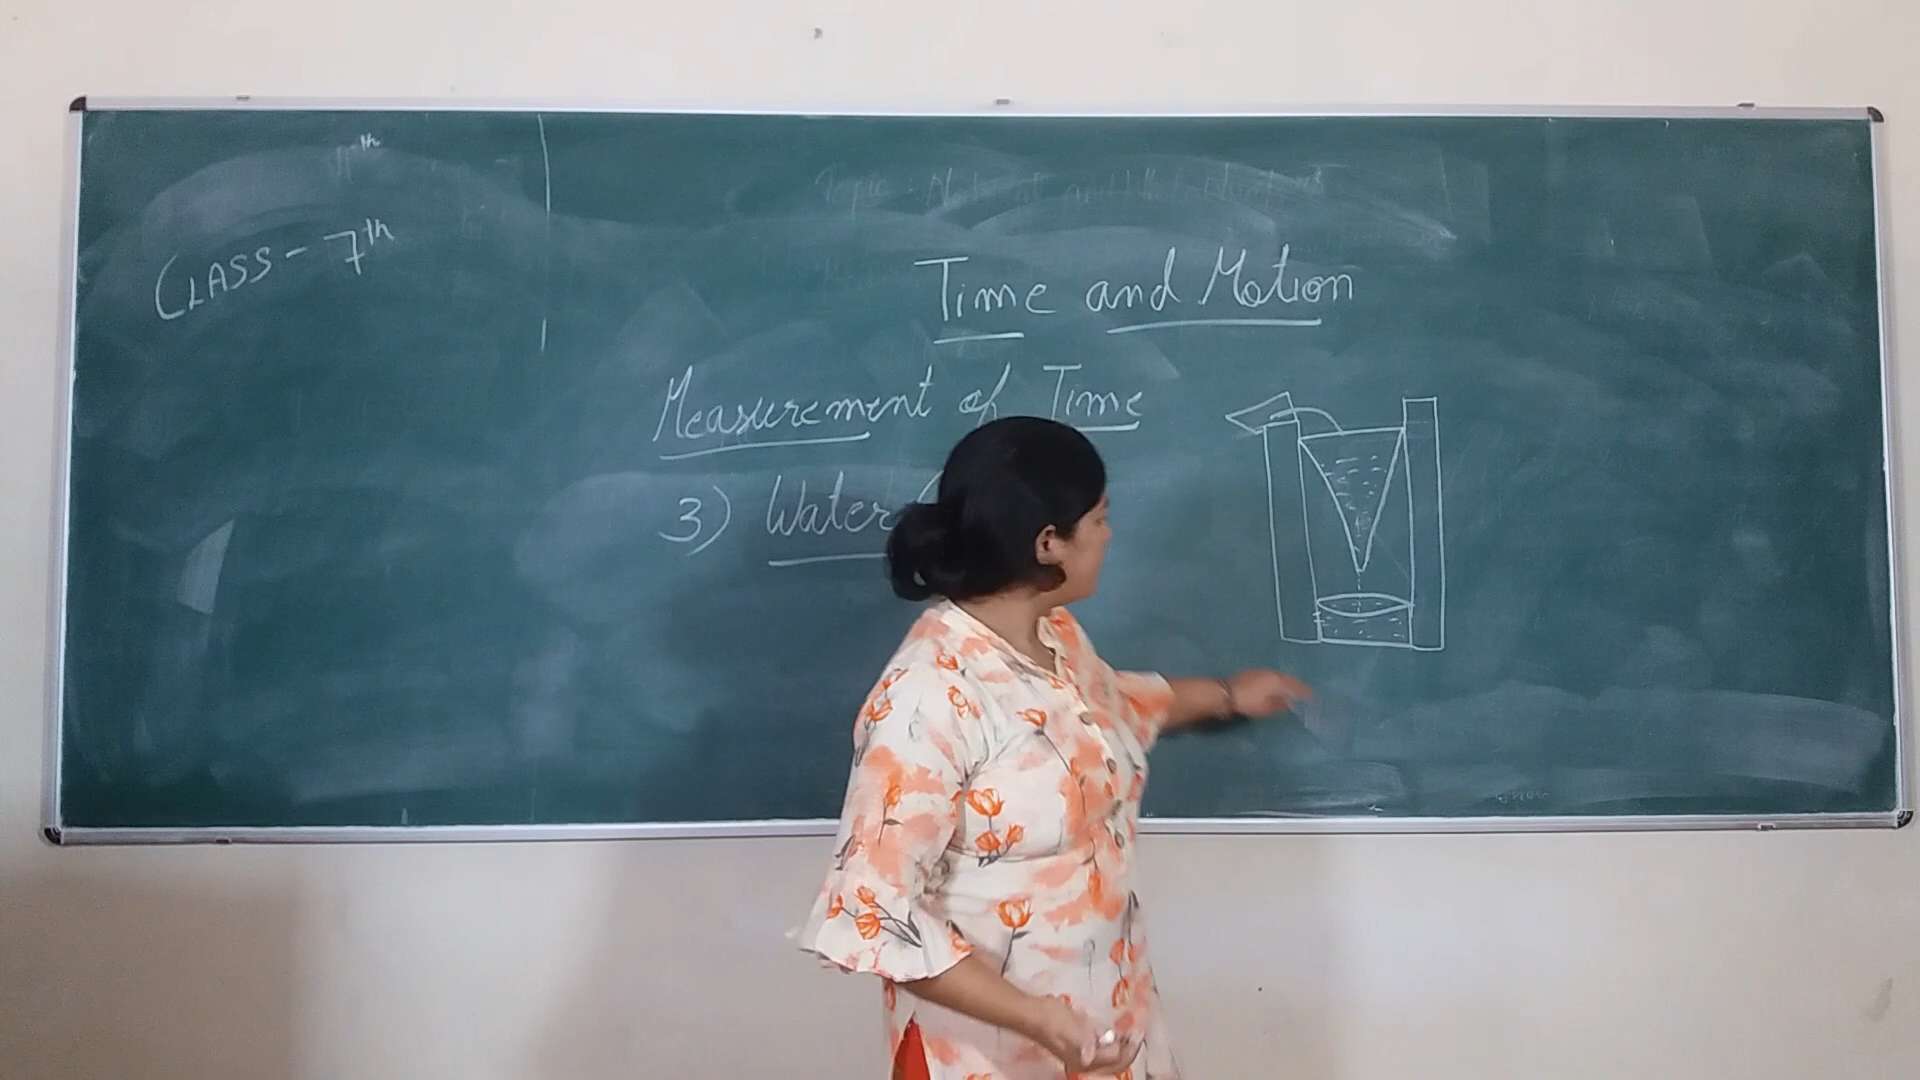 CLASS - 7th
Time and Motion
Measurement of Time
3) Water